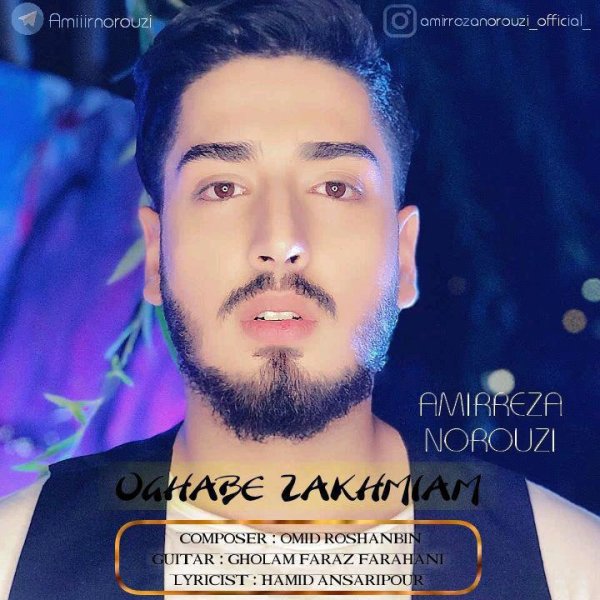 Amiiirnorouzi
amirrezanorouzi_official_
AMIRREZA
NOROUZI
OGHABE ZAKHMIAM
COMPOSER : OMID ROSHANBIN
GUITAR : GHOLAM FARAZ FARAHANI
LYRICIST : HAMID ANSARIPOUR